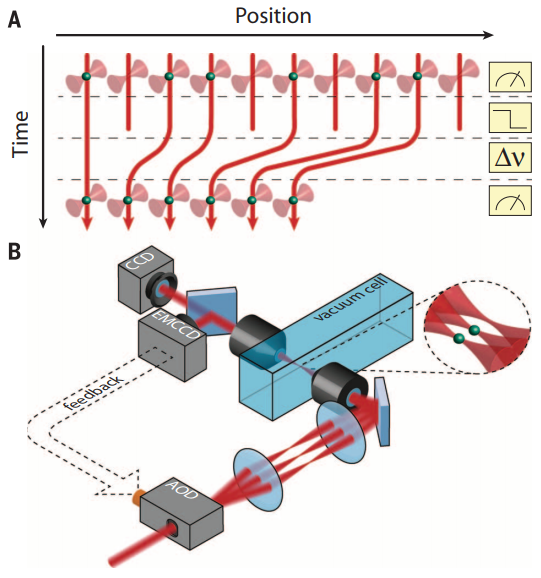 A
Position
Time
Δν
B
CCD
EMCCD
vacuum cell
feedback
AOD